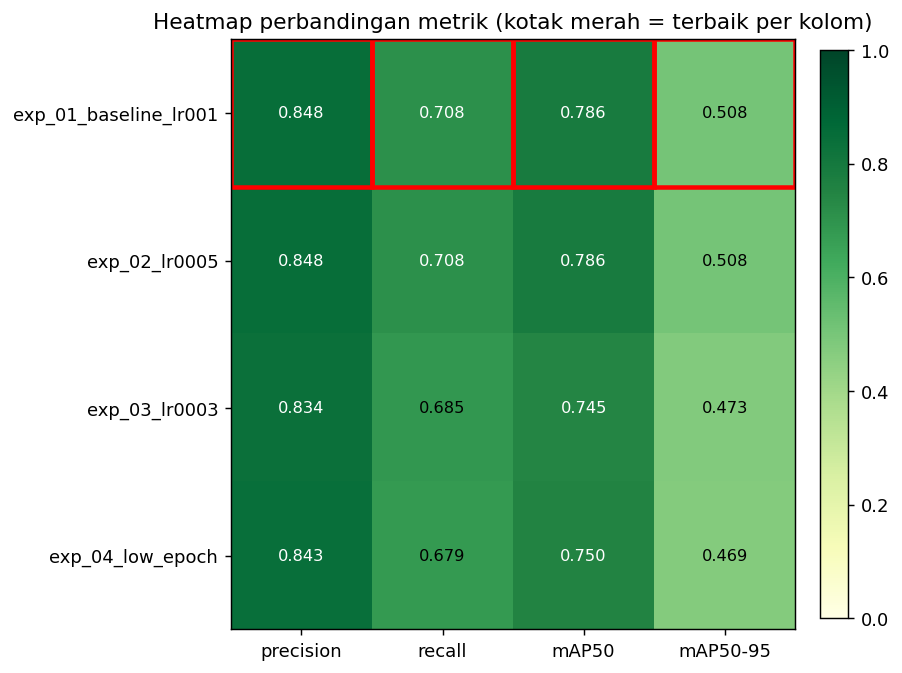 Heatmap perbandingan metrik (kotak merah = terbaik per kolom)
exp_01_baseline_lr001 0.848 0.708 0.786 0.508
exp_02_lr0005 0.848 0.708 0.786 0.508
exp_03_lr0003 0.834 0.685 0.745 0.473
exp_04_low_epoch 0.843 0.679 0.750 0.469
precision recall mAP50 mAP50-95
1.0
0.8
0.6
0.4
0.2
0.0